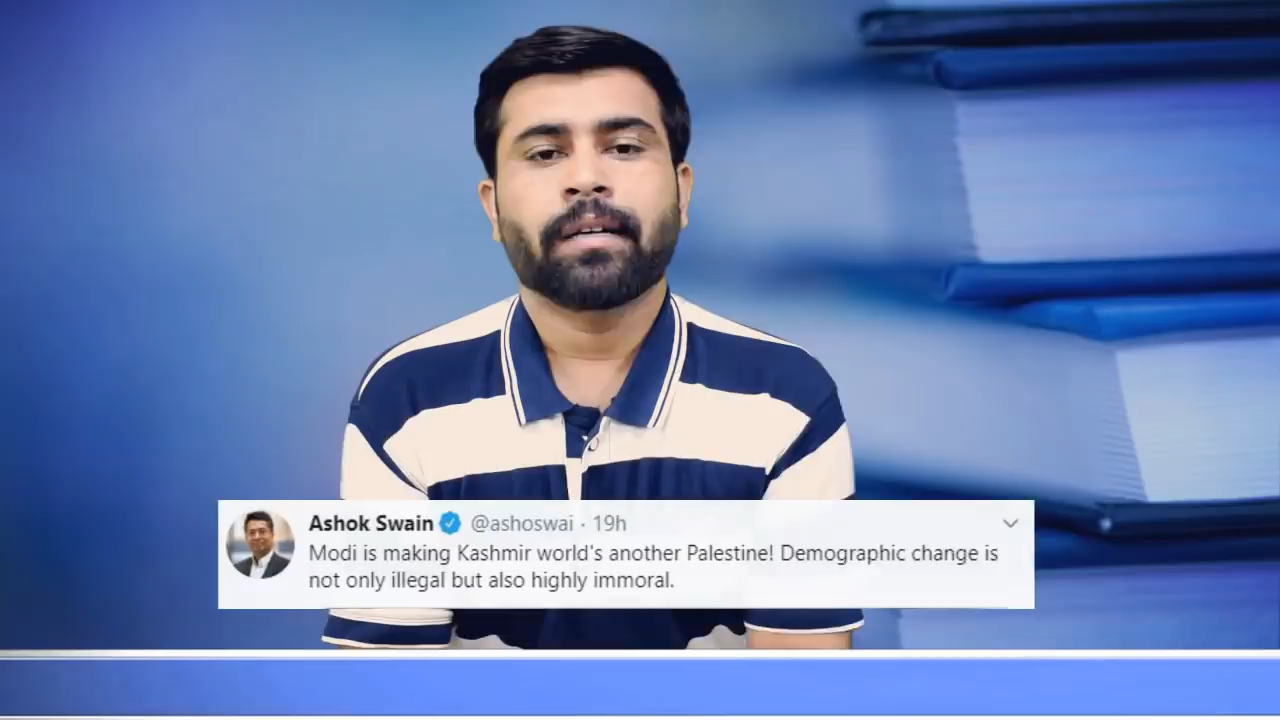 Ashok Swain @ashoswai · 19h
Modi is making Kashmir world's another Palestine! Demographic change is
not only illegal but also highly immoral.